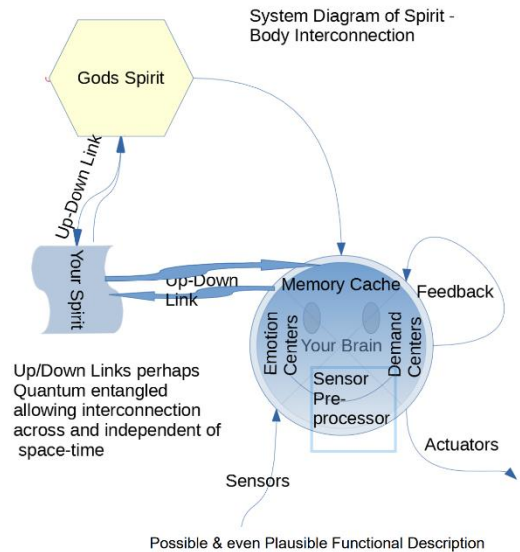 System Diagram of Spirit -
Body Interconnection
Gods Spirit
Up-Down Link
Your Spirit
Up-Down
Link
Memory Cache
Feedback
Emotion
Centers
Your Brain
Demand
Centers
Sensor
Pre-
processor
Up/Down Links perhaps
Quantum entangled
allowing interconnection
across and independent of
space-time
Actuators
Sensors
Possible & even Plausible Functional Description